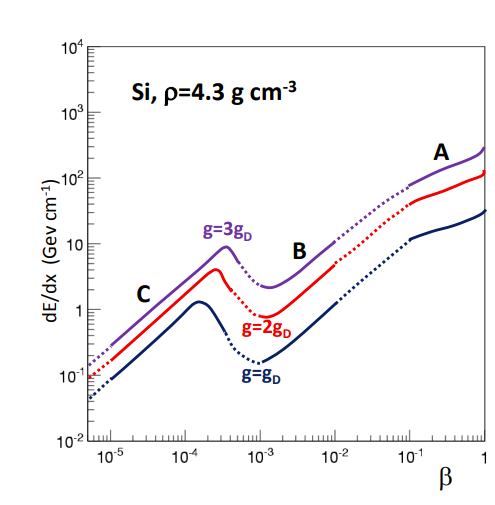 10⁴
Si, ρ=4.3 g cm⁻³
10³
A
10²
dE/dx (Gev cm⁻¹)
g=3g_D
10
B
C
1
g=2g_D
g=g_D
10⁻¹
10⁻²
10⁻⁵ 10⁻⁴ 10⁻³ 10⁻² 10⁻¹ 1
β